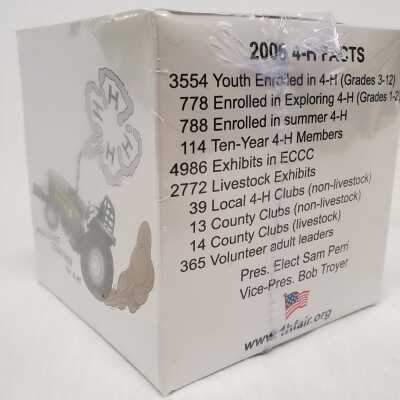 2006 4-H FACTS
3554 Youth Enrolled in 4-H (Grades 3-12)
778 Enrolled in Exploring 4-H (Grades 1-2)
788 Enrolled in summer 4-H
114 Ten-Year 4-H Members
4986 Exhibits in ECCC
2772 Livestock Exhibits
39 Local 4-H Clubs (non-livestock)
13 County Clubs (non-livestock)
14 County Clubs (livestock)
365 Volunteer adult leaders
Pres. Elect Sam Perri
Vice-Pres. Bob Troyer
www.4hfair.org
H H H H